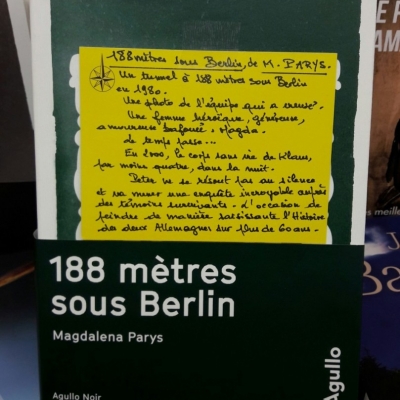 188 mètres sous Berlin, de M. PARYS.
Un tunnel à 188 mètres sous Berlin
en 1980.
Une photo de l'équipe qui a creusé.
Une femme héroïque, généreuse,
amoureuse bafouée : Magda.
Le temps passe...
En 2000, le corps sans vie de Klaus,
par moins quatre, dans la nuit.
Peter ne se résout pas au silence
et va mener une enquête incroyable auprès
des témoins survivants. L'occasion de
peindre de manière saisissante l'Histoire
des deux Allemagnes sur plus de 60 ans.
188 mètres
sous Berlin
Magdalena Parys
Agullo Noir
Agullo